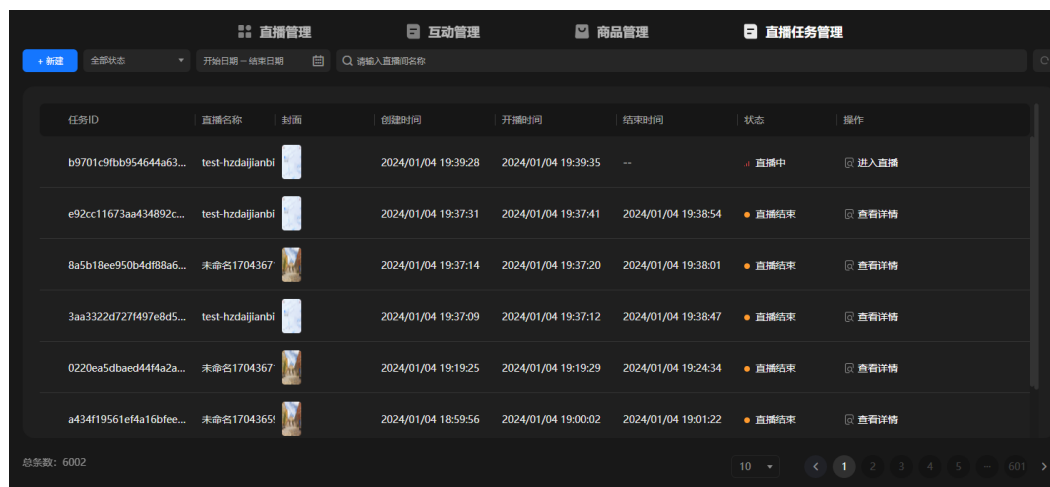 直播管理 互动管理 商品管理 直播任务管理
+ 新建 全部状态 开始日期 – 结束日期 请输入直播间名称
任务ID 直播名称 封面 创建时间 开播时间 结束时间 状态 操作
b9701c9fbb954644a63... test-hzdaijianbi 2024/01/04 19:39:28 2024/01/04 19:39:35 -- 直播中 进入直播
e92cc11673aa434892c... test-hzdaijianbi 2024/01/04 19:37:31 2024/01/04 19:37:41 2024/01/04 19:38:54 直播结束 查看详情
8a5b18ee950b4df88a6... 未命名1704367 2024/01/04 19:37:14 2024/01/04 19:37:20 2024/01/04 19:38:01 直播结束 查看详情
3aa3322d727f497e8d5... test-hzdaijianbi 2024/01/04 19:37:09 2024/01/04 19:37:12 2024/01/04 19:38:47 直播结束 查看详情
0220ea5dbaed44f4a2a... 未命名1704367 2024/01/04 19:19:25 2024/01/04 19:19:29 2024/01/04 19:24:34 直播结束 查看详情
a434f19561ef4a16bfee... 未命名1704365 2024/01/04 18:59:56 2024/01/04 19:00:02 2024/01/04 19:01:22 直播结束 查看详情
总条数: 6002 10 < 1 2 3 4 5 ··· 601 >